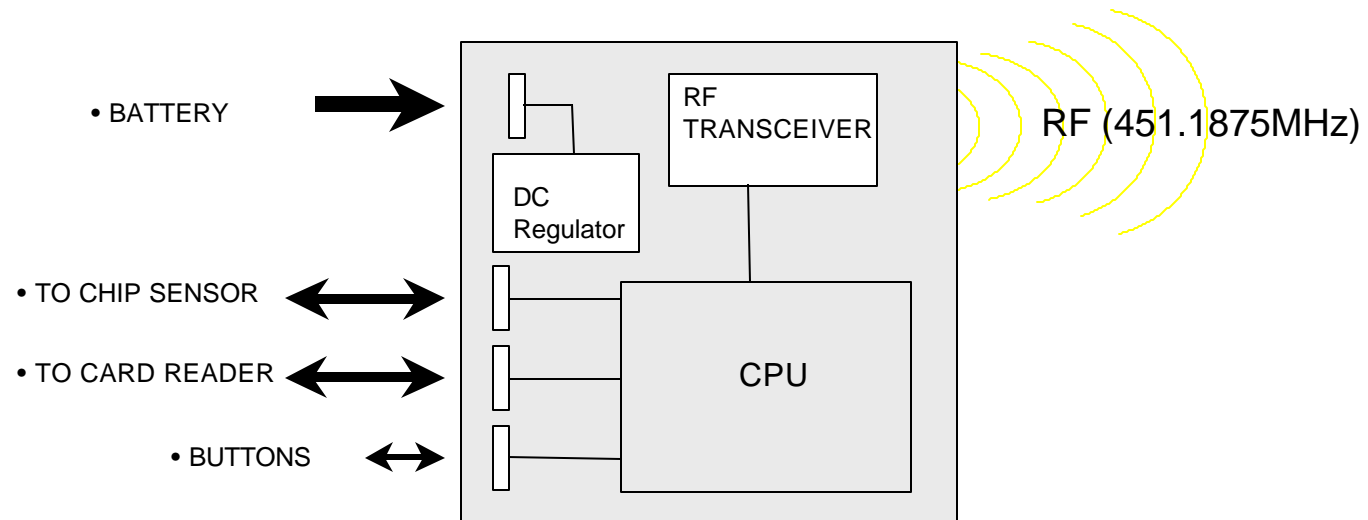 • BATTERY
RF
TRANSCEIVER
RF (451.1875MHz)
DC
Regulator
• TO CHIP SENSOR
• TO CARD READER
CPU
• BUTTONS